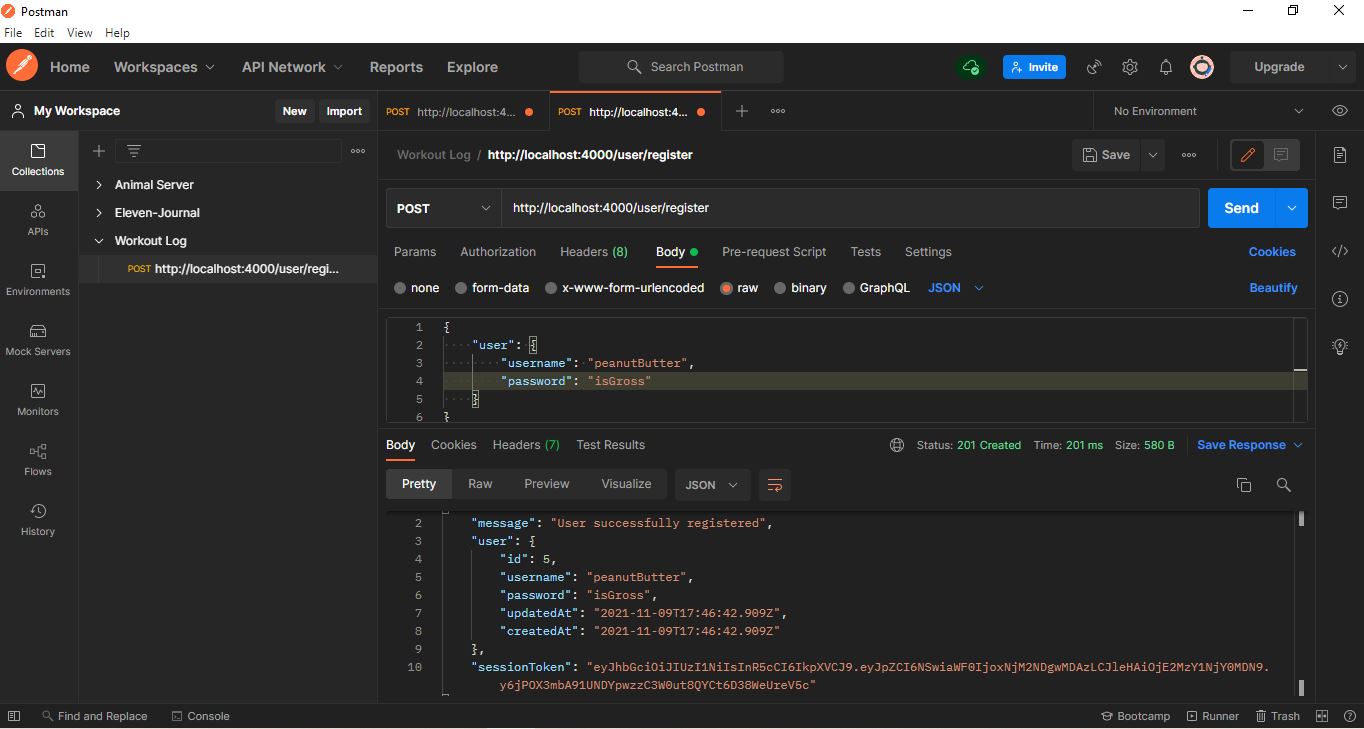 Postman
File Edit View Help
Home Workspaces API Network Reports Explore Search Postman Invite Upgrade
My Workspace New Import POST http://localhost:4... POST http://localhost:4... No Environment
Collections
APIs
Environments
Mock Servers
Monitors
Flows
History
Animal Server
Eleven-Journal
Workout Log
POST http://localhost:4000/user/regi...
Workout Log / http://localhost:4000/user/register Save
POST http://localhost:4000/user/register Send
Params Authorization Headers (8) Body Pre-request Script Tests Settings Cookies
none form-data x-www-form-urlencoded raw binary GraphQL JSON Beautify
1 {
2 "user": {
3 "username": "peanutButter",
4 "password": "isGross"
5 }
6 }
Body Cookies Headers (7) Test Results Status: 201 Created Time: 201 ms Size: 580 B Save Response
Pretty Raw Preview Visualize JSON
2 "message": "User successfully registered",
3 "user": {
4 "id": 5,
5 "username": "peanutButter",
6 "password": "isGross",
7 "updatedAt": "2021-11-09T17:46:42.909Z",
8 "createdAt": "2021-11-09T17:46:42.909Z"
9 },
10 "sessionToken": "eyJhbGciOiJIUzI1NiIsInR5cCI6IkpXVCJ9.eyJpZCI6NSwiaWF0IjoxNjM2NDgwMDAzLCJleHAiOjE2MzY1NjY0MDN9.
y6jPOX3mbA91UNDYpwzzC3W0ut8QYCt6D38WeUreV5c"
Find and Replace Console Bootcamp Runner Trash